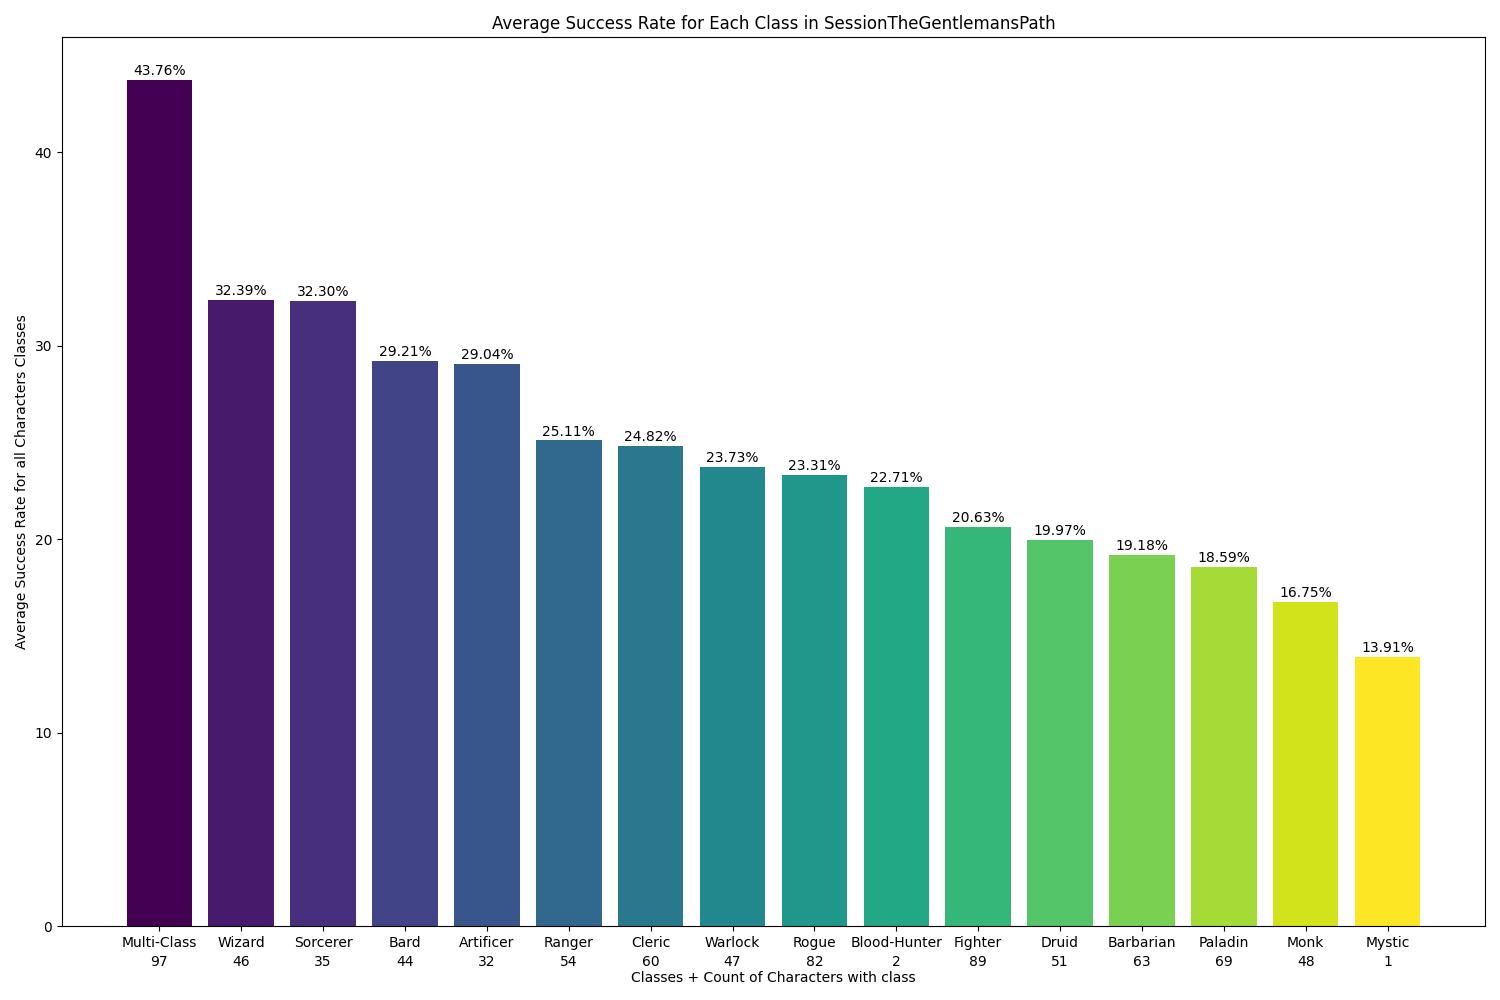 Average Success Rate for Each Class in SessionTheGentlemansPath
Average Success Rate for all Characters Classes
40
30
20
10
0
43.76%
32.39%
32.30%
29.21%
29.04%
25.11%
24.82%
23.73%
23.31%
22.71%
20.63%
19.97%
19.18%
18.59%
16.75%
13.91%
Multi-Class
97
Wizard
46
Sorcerer
35
Bard
44
Artificer
32
Ranger
54
Cleric
60
Warlock
47
Rogue
82
Blood-Hunter
2
Fighter
89
Druid
51
Barbarian
63
Paladin
69
Monk
48
Mystic
1
Classes + Count of Characters with class